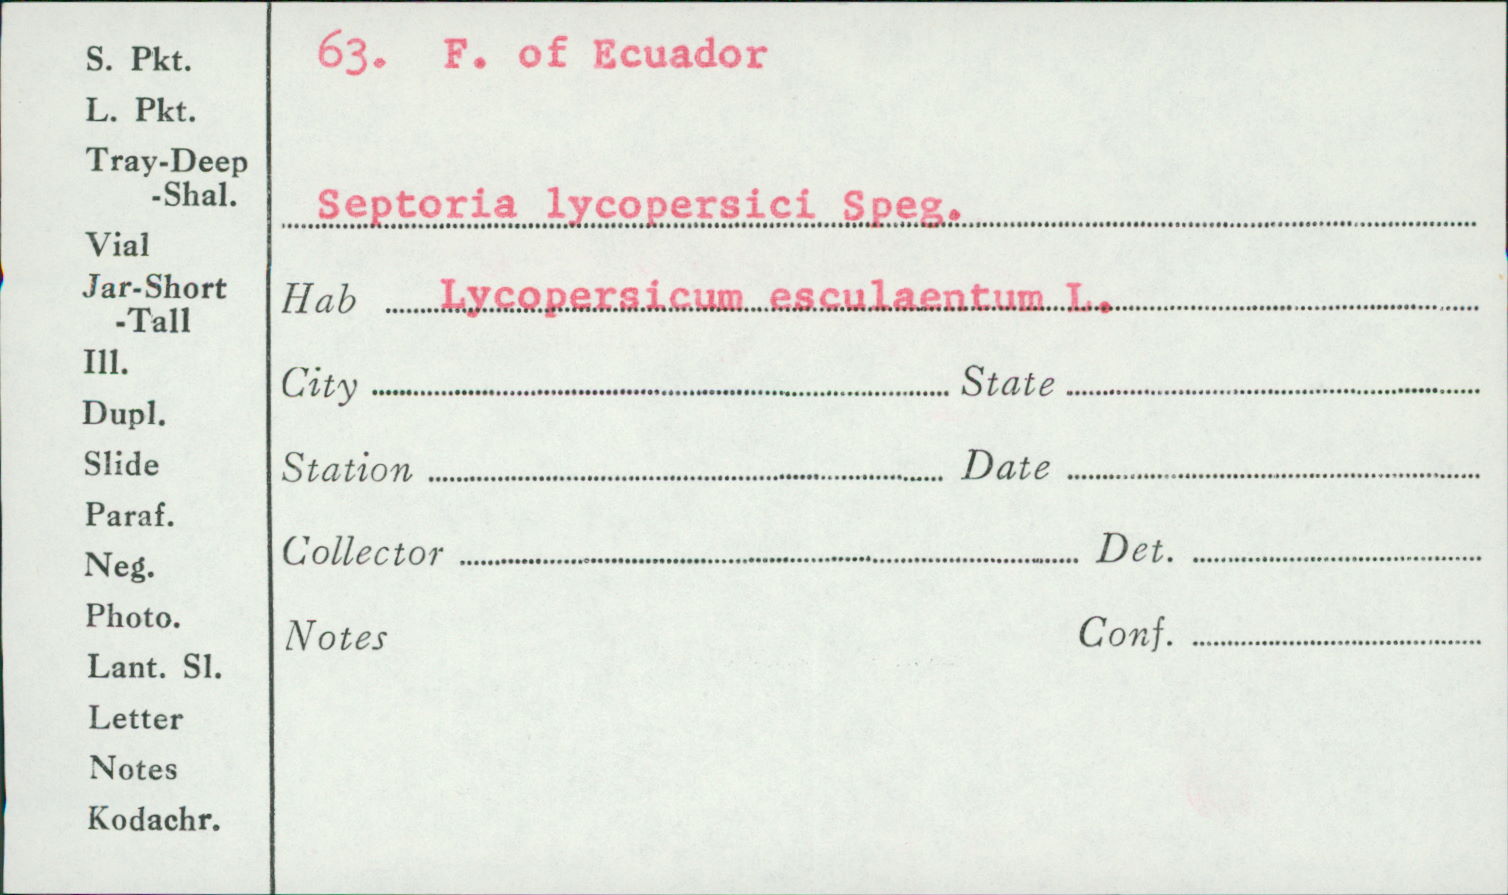 S. Pkt.
L. Pkt.
Tray-Deep
-Shal.
Vial
Jar-Short
-Tall
Ill.
Dupl.
Slide
Paraf.
Neg.
Photo.
Lant. Sl.
Letter
Notes
Kodachr.
63. F. of Ecuador
Septoria lycopersici Speg.
Hab Lycopersicum esculaentum L.
City State
Station Date
Collector Det.
Notes Conf.